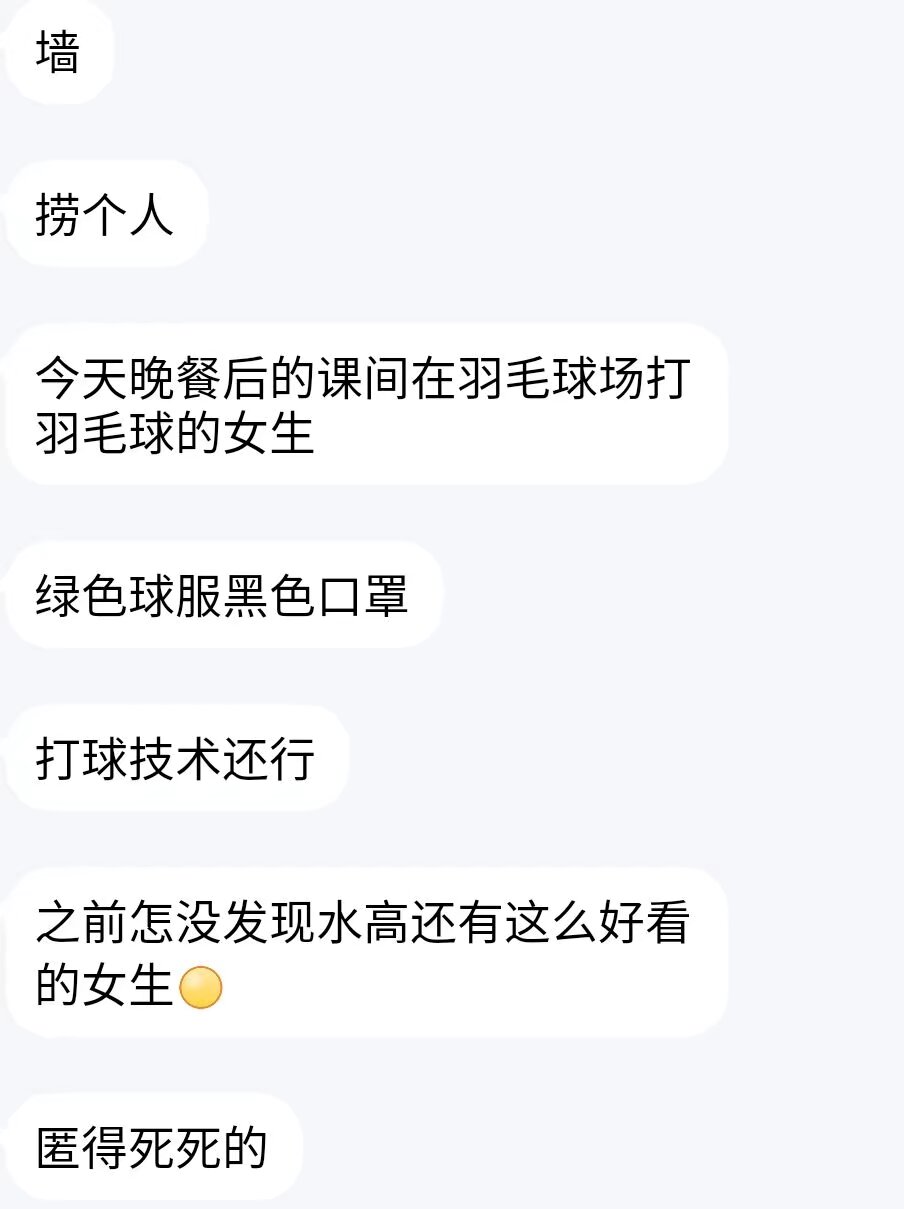 墙
捞个人
今天晚餐后的课间在羽毛球场打
羽毛球的女生
绿色球服黑色口罩
打球技术还行
之前怎没发现水高还有这么好看
的女生
匿得死死的